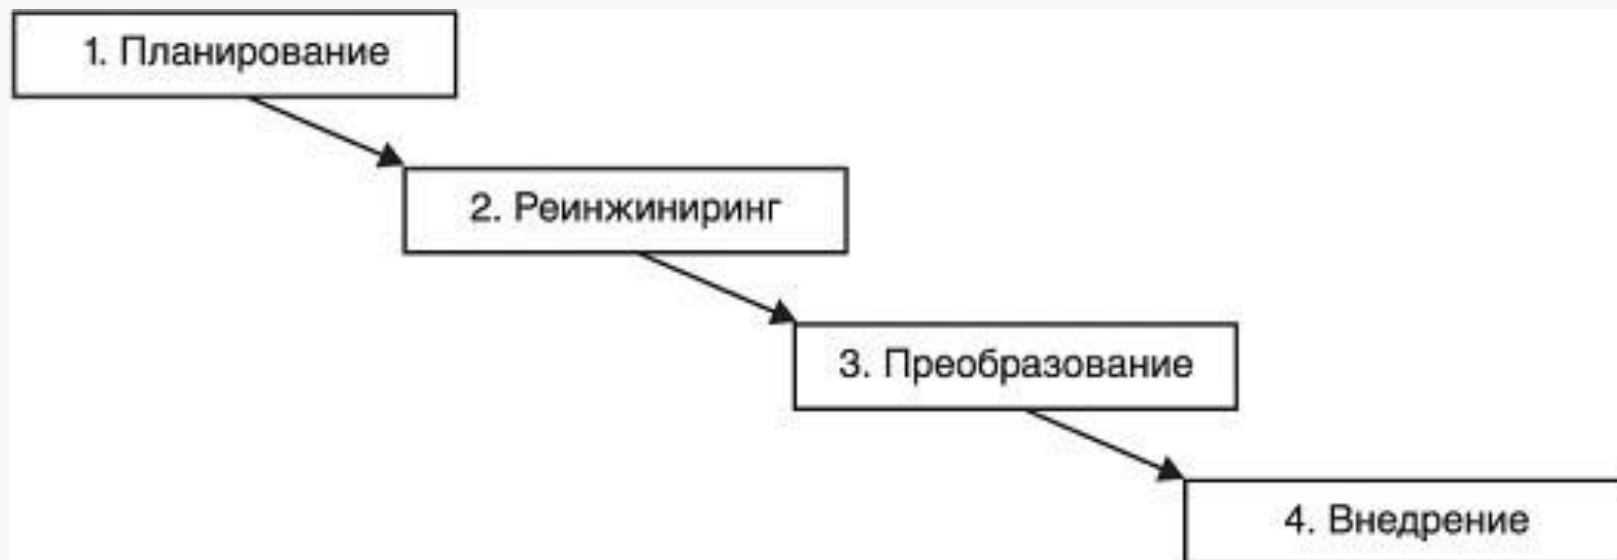 1. Планирование
2. Реинжиниринг
3. Преобразование
4. Внедрение